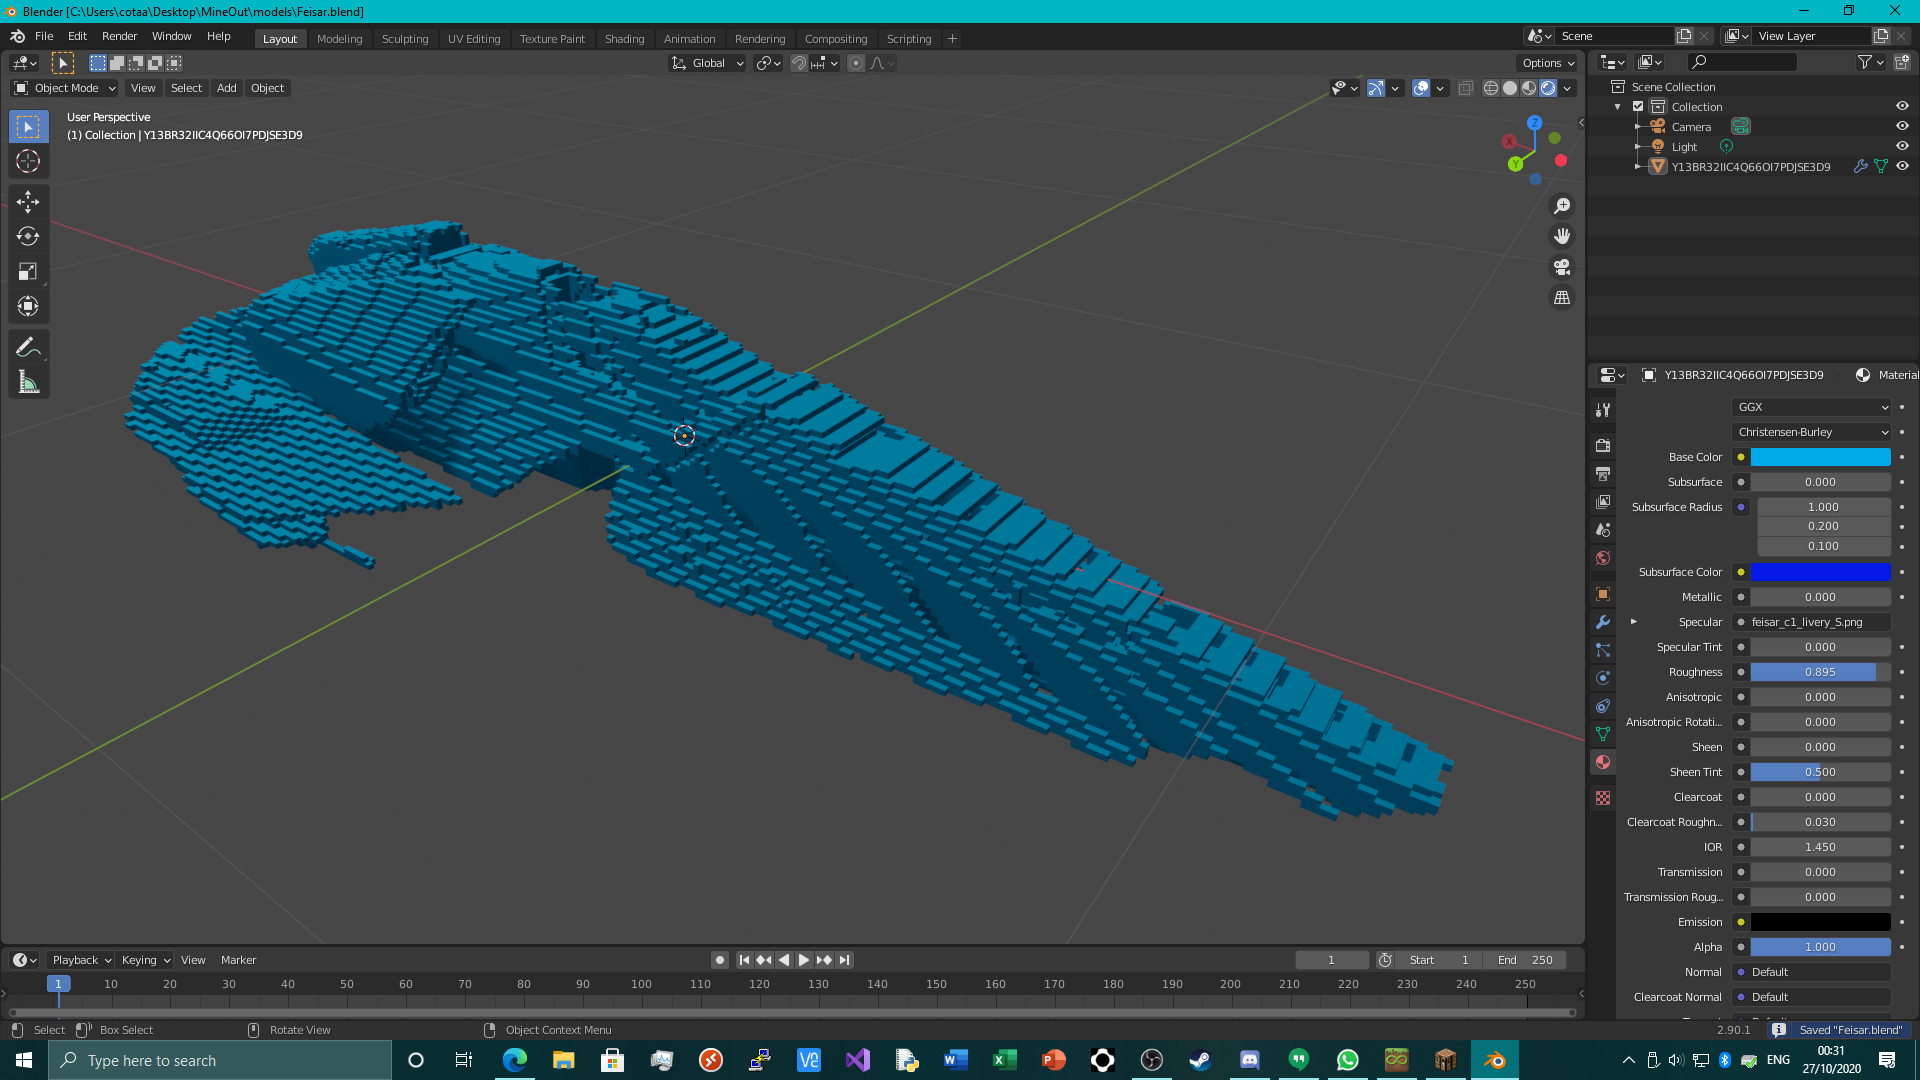 Blender [C:\Users\cotaa\Desktop\MineOut\models\Feisar.blend]
File Edit Render Window Help
Layout Modeling Sculpting UV Editing Texture Paint Shading Animation Rendering Compositing Scripting
Scene
View Layer
Global
Options
Object Mode View Select Add Object
User Perspective
(1) Collection | Y13BR32IIC4Q66OI7PDJSE3D9
Z
X
Y
Scene Collection
Collection
Camera
Light
Y13BR32IIC4Q66OI7PDJSE3D9
Y13BR32IIC4Q66OI7PDJSE3D9 Material
GGX
Christensen-Burley
Base Color
Subsurface 0.000
Subsurface Radius 1.000
0.200
0.100
Subsurface Color
Metallic 0.000
Specular feisar_c1_livery_S.png
Specular Tint 0.000
Roughness 0.895
Anisotropic 0.000
Anisotropic Rotati... 0.000
Sheen 0.000
Sheen Tint 0.500
Clearcoat 0.000
Clearcoat Roughn... 0.030
IOR 1.450
Transmission 0.000
Transmission Roug... 0.000
Emission
Alpha 1.000
Normal Default
Clearcoat Normal Default
Playback Keying View Marker
1 Start 1 End 250
1 10 20 30 40 50 60 70 80 90 100 110 120 130 140 150 160 170 180 190 200 210 220 230 240 250
Select Box Select Rotate View Object Context Menu
2.90.1 Saved "Feisar.blend"
Type here to search
ENG
00:31
27/10/2020